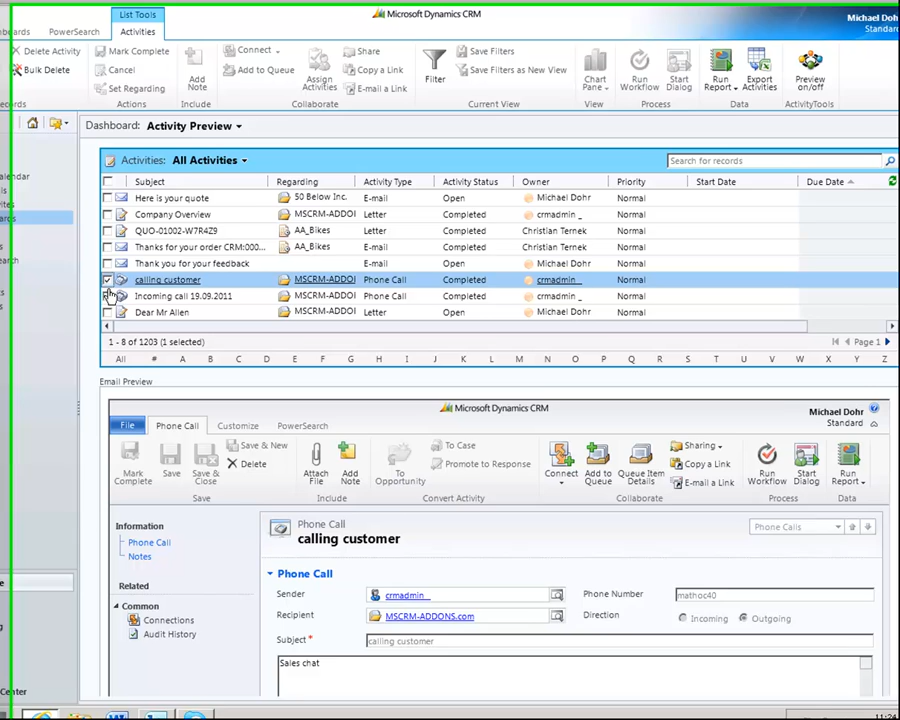 List Tools
Microsoft Dynamics CRM
Michael Dohr
Standard
PowerSearch
Activities
Delete Activity
Bulk Delete
Mark Complete
Cancel
Set Regarding
Actions
Add Note
Include
Connect
Add to Queue
Assign Activities
Share
Copy a Link
E-mail a Link
Collaborate
Filter
Save Filters
Save Filters as New View
Current View
Chart Pane
View
Run Workflow
Start Dialog
Process
Run Report
Export Activities
Data
Preview on/off
ActivityTools
Dashboard: Activity Preview
Activities: All Activities
Search for records
Subject Regarding Activity Type Activity Status Owner Priority Start Date Due Date
Here is your quote 50 Below Inc. E-mail Open Michael Dohr Normal
Company Overview MSCRM-ADDOI Letter Completed crmadmin _ Normal
QUO-01002-W7R4Z9 AA_Bikes Letter Completed Christian Ternek Normal
Thanks for your order CRM:000... AA_Bikes E-mail Completed Christian Ternek Normal
Thank you for your feedback E-mail Open Michael Dohr Normal
calling customer MSCRM-ADDOI Phone Call Completed crmadmin _ Normal
Incoming call 19.09.2011 MSCRM-ADDOI Phone Call Completed crmadmin _ Normal
Dear Mr Allen MSCRM-ADDOI Letter Open Michael Dohr Normal
1 - 8 of 1203 (1 selected) Page 1
All # A B C D E F G H I J K L M N O P Q R S T U V W X Y Z
Email Preview
Microsoft Dynamics CRM
Michael Dohr
Standard
File Phone Call Customize PowerSearch
Mark Complete
Save
Save & Close
Save & New
Delete
Save
Attach File
Add Note
Include
To Opportunity
To Case
Promote to Response
Convert Activity
Connect
Add to Queue
Queue Item Details
Sharing
Copy a Link
E-mail a Link
Collaborate
Run Workflow
Start Dialog
Process
Run Report
Data
Information
Phone Call
Notes
Related
Common
Connections
Audit History
Phone Call
calling customer
Phone Calls
Phone Call
Sender crmadmin _ Phone Number mathoc40
Recipient MSCRM-ADDONS.com Direction Incoming Outgoing
Subject * calling customer
Sales chat
Center
11:24